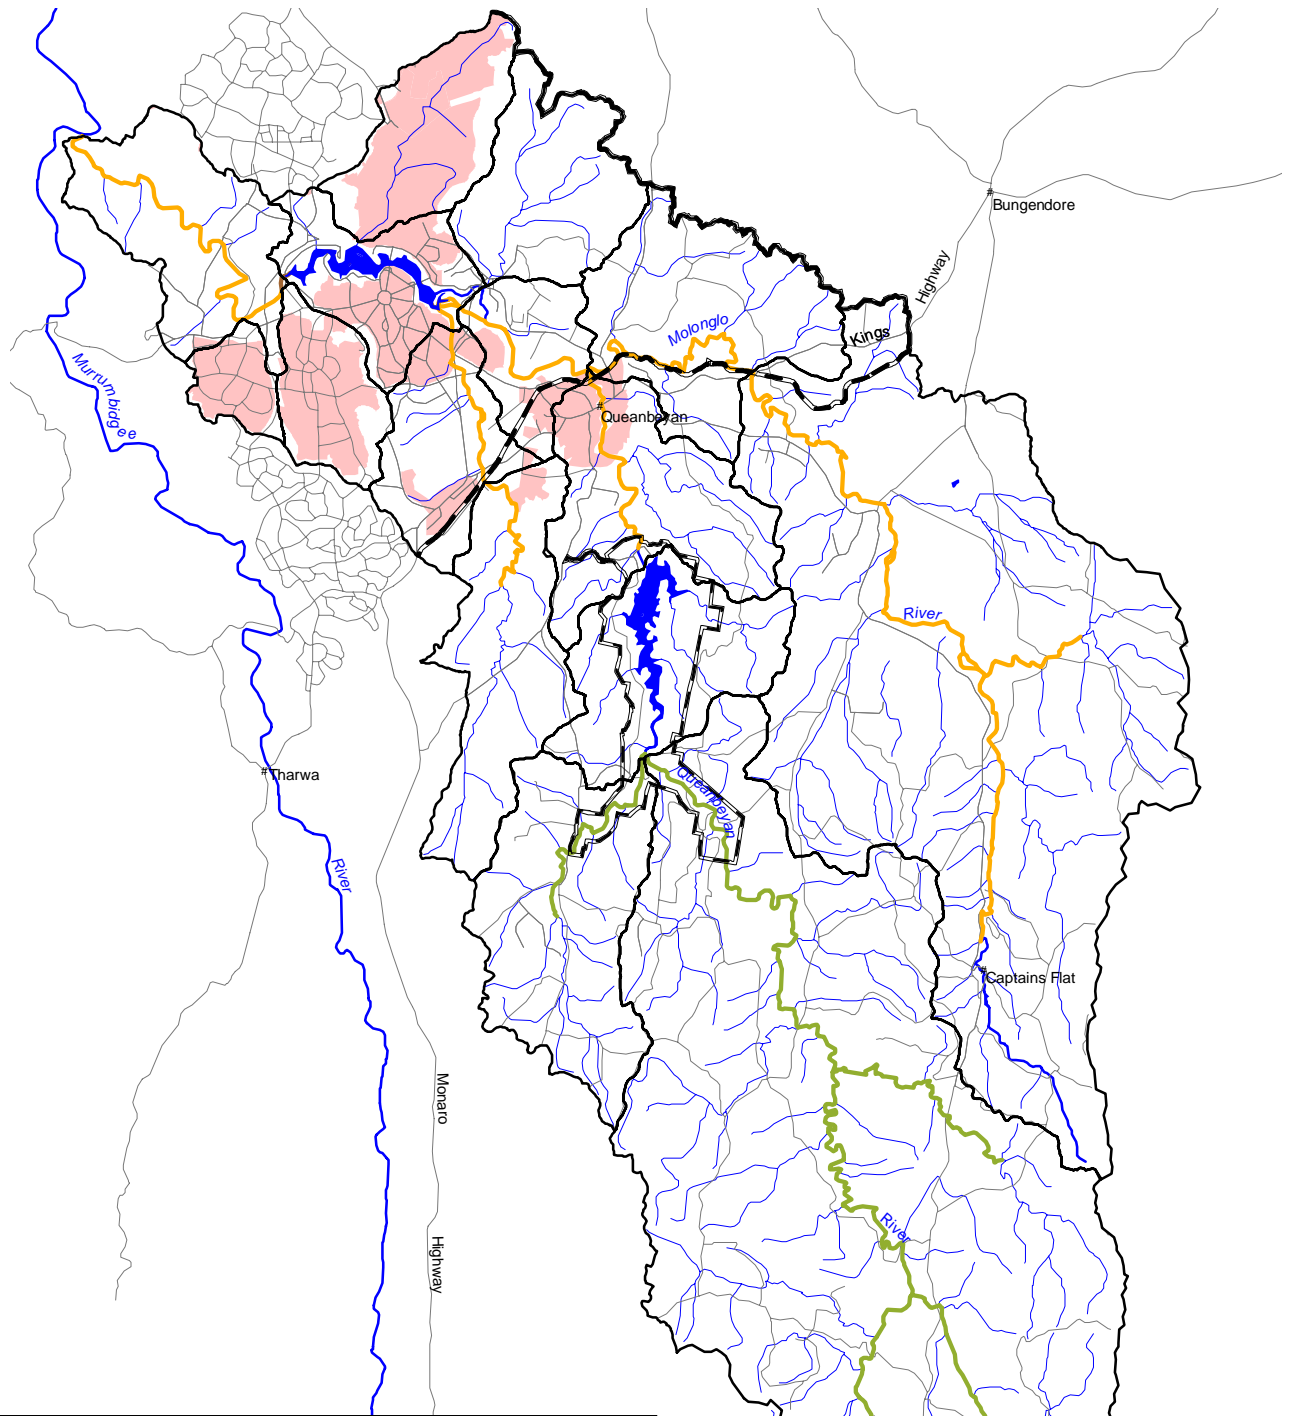 Bungendore
Highway
Molonglo
Kings
Murrumbidgee
Queanbeyan
River
Tharwa
Queanbeyan
River
Captains Flat
Monaro
River
Highway